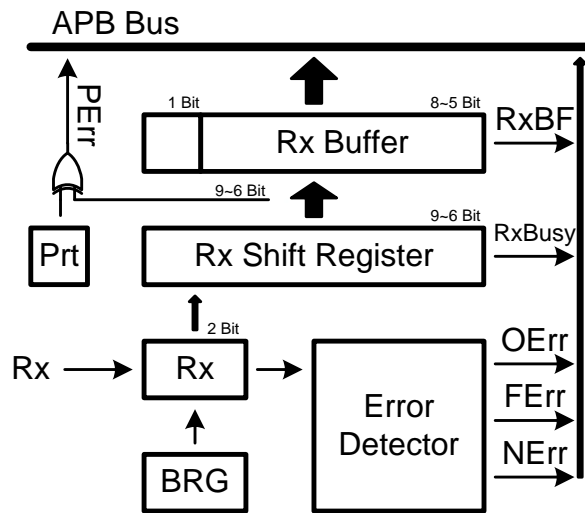 APB Bus
PErr
1 Bit
8~5 Bit
Rx Buffer
RxBF
9~6 Bit
9~6 Bit
Prt
Rx Shift Register
RxBusy
2 Bit
Rx
Rx
Error
Detector
OErr
FErr
NErr
BRG